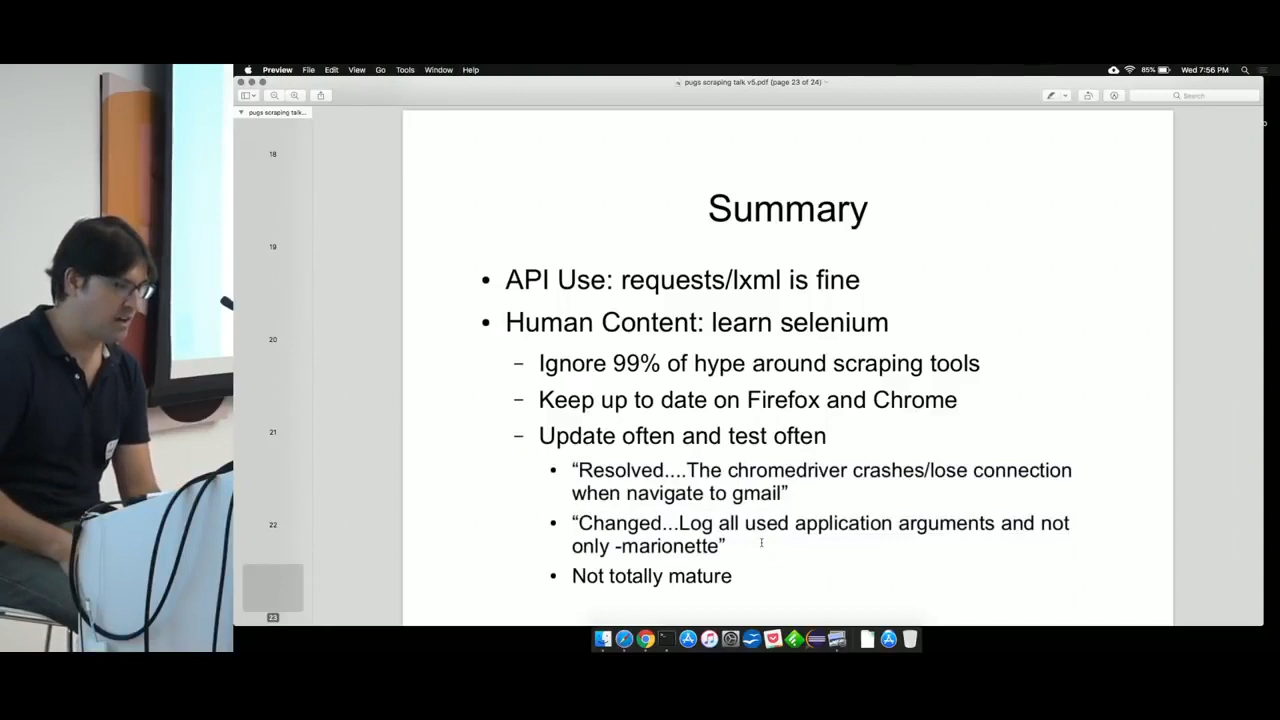 Preview File Edit View Go Tools Window Help
85% Wed 7:56 PM
pugs scraping talk v5.pdf (page 23 of 24)
Search
pugs scraping talk...
18
19
20
21
22
23
Summary
• API Use: requests/lxml is fine
• Human Content: learn selenium
– Ignore 99% of hype around scraping tools
– Keep up to date on Firefox and Chrome
– Update often and test often
• “Resolved....The chromedriver crashes/lose connection
when navigate to gmail”
• “Changed...Log all used application arguments and not
only -marionette”
• Not totally mature